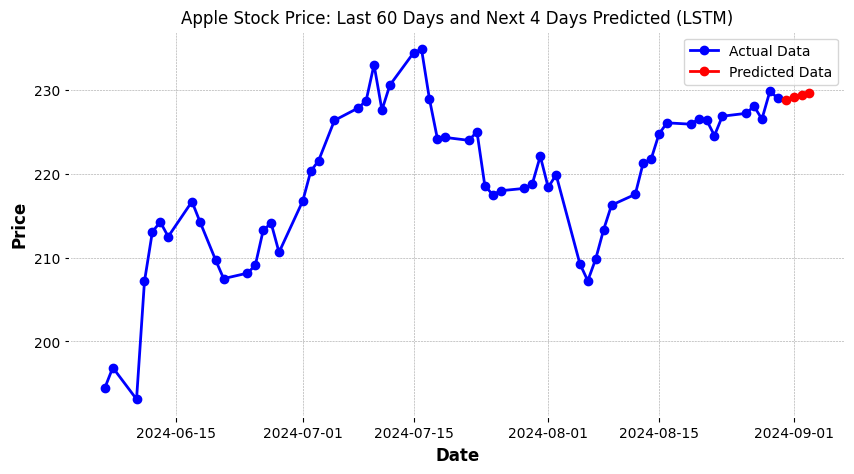 Apple Stock Price: Last 60 Days and Next 4 Days Predicted (LSTM)
Actual Data
Predicted Data
230
220
210
200
Price
2024-06-15
2024-07-01
2024-07-15
2024-08-01
2024-08-15
2024-09-01
Date